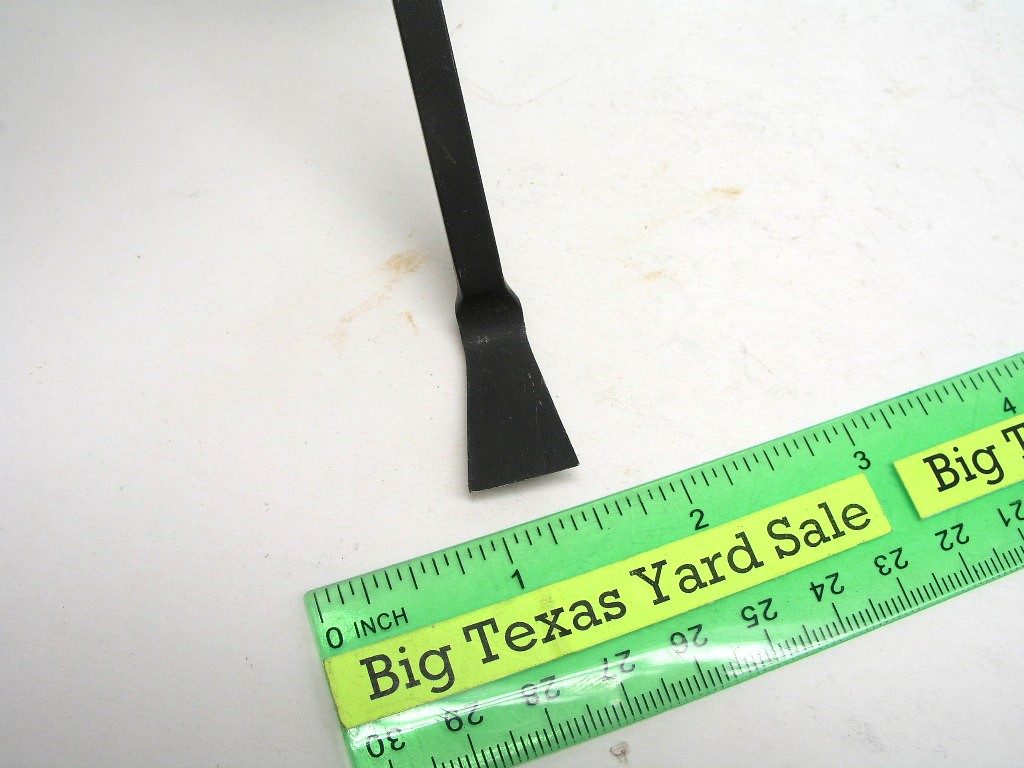 0 INCH 1 2 3 4
Big Texas Yard Sale
Big T
30 29 28 27 26 25 24 23 22 21